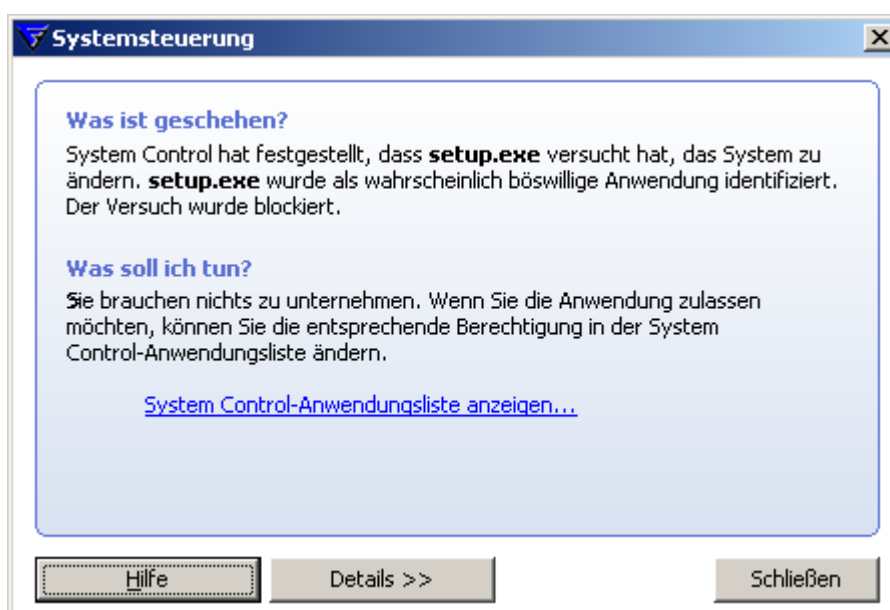 Systemsteuerung
Was ist geschehen?
System Control hat festgestellt, dass setup.exe versucht hat, das System zu
ändern. setup.exe wurde als wahrscheinlich böswillige Anwendung identifiziert.
Der Versuch wurde blockiert.
Was soll ich tun?
Sie brauchen nichts zu unternehmen. Wenn Sie die Anwendung zulassen
möchten, können Sie die entsprechende Berechtigung in der System
Control-Anwendungsliste ändern.
System Control-Anwendungsliste anzeigen...
Hilfe Details >> Schließen